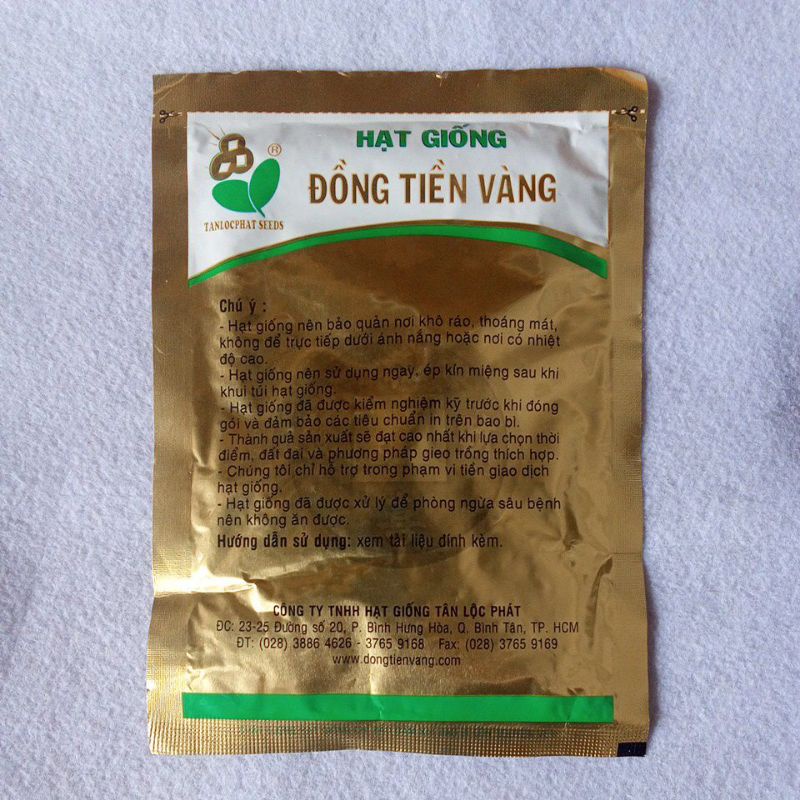 HẠT GIỐNG
®
ĐỒNG TIỀN VÀNG
TANLOCPHAT SEEDS
Chú ý :
- Hạt giống nên bảo quản nơi khô ráo, thoáng mát,
không để trực tiếp dưới ánh nắng hoặc nơi có nhiệt
độ cao.
- Hạt giống nên sử dụng ngay, ép kín miệng sau khi
khui túi hạt giống.
- Hạt giống đã được kiểm nghiệm kỹ trước khi đóng
gói và đảm bảo các tiêu chuẩn in trên bao bì.
- Thành quả sản xuất sẽ đạt cao nhất khi lựa chọn thời
điểm, đất đai và phương pháp gieo trồng thích hợp.
- Chúng tôi chỉ hỗ trợ trong phạm vi tiền giao dịch
hạt giống.
- Hạt giống đã được xử lý để phòng ngừa sâu bệnh
nên không ăn được.
Hướng dẫn sử dụng: xem tài liệu đính kèm.
CÔNG TY TNHH HẠT GIỐNG TÂN LỘC PHÁT
ĐC: 23-25 Đường số 20, P. Bình Hưng Hòa, Q. Bình Tân, TP. HCM
ĐT: (028) 3886 4626 - 3765 9168 Fax: (028) 3765 9169
www.dongtienvang.com